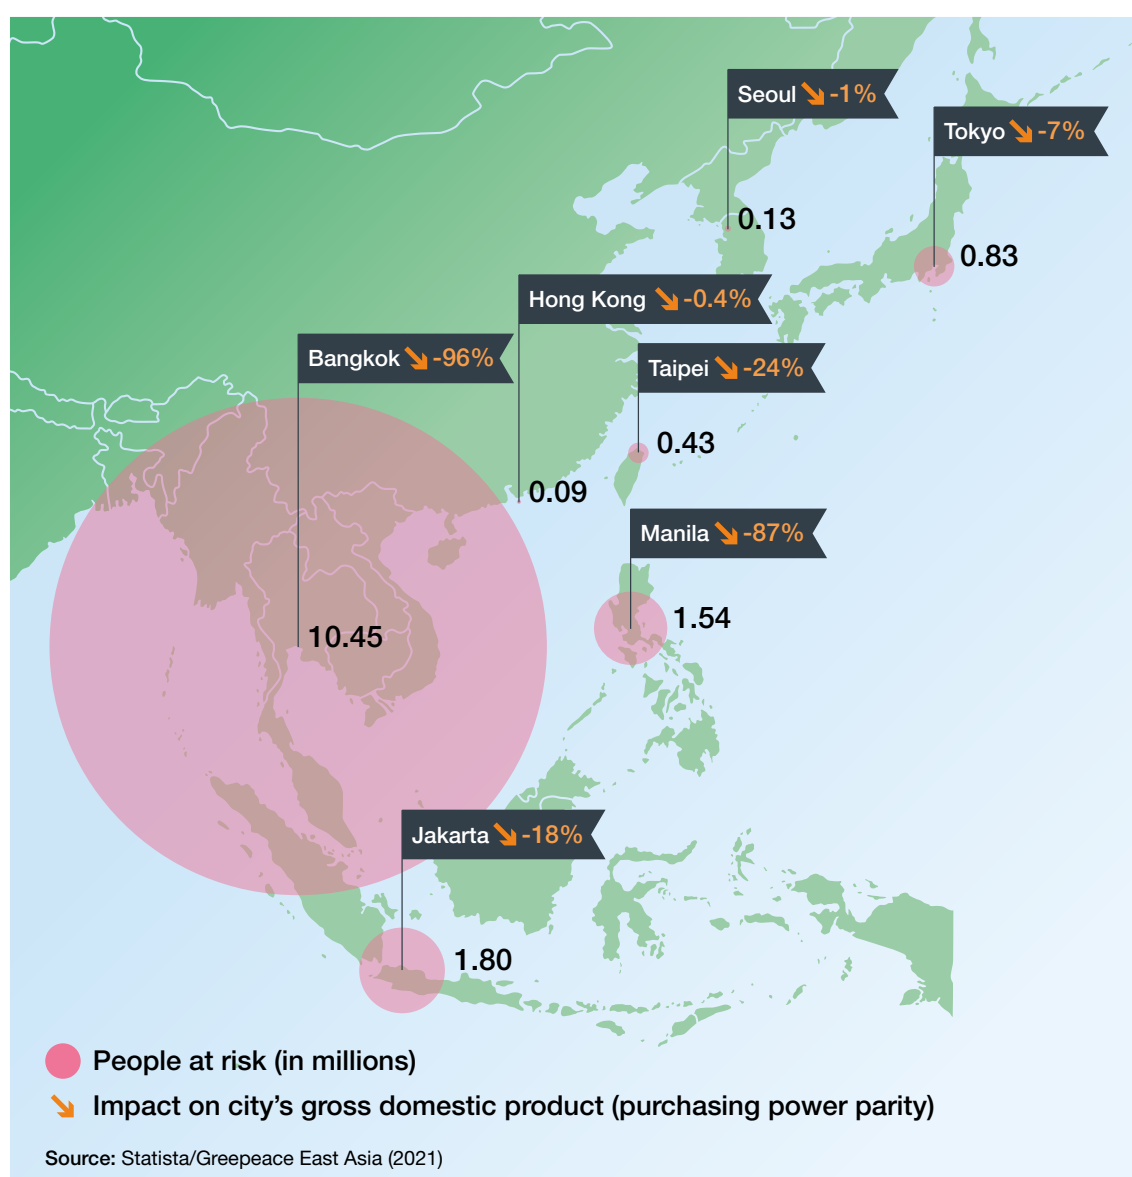 Seoul -1%
Tokyo -7%
0.13
0.83
Hong Kong -0.4%
Bangkok -96%
Taipei -24%
0.43
0.09
Manila -87%
1.54
10.45
Jakarta -18%
1.80
People at risk (in millions)
Impact on city's gross domestic product (purchasing power parity)
Source: Statista/Greepeace East Asia (2021)